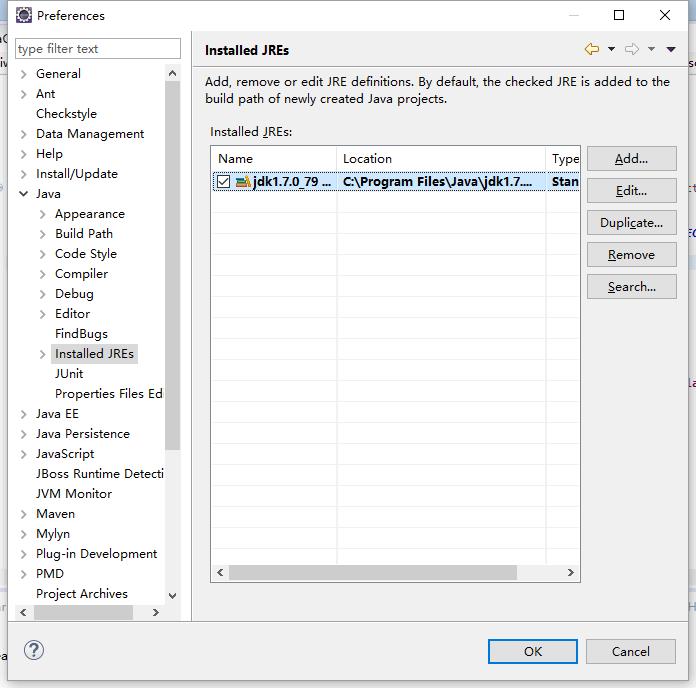 Preferences
type filter text
General
Ant
Checkstyle
Data Management
Help
Install/Update
Java
Appearance
Build Path
Code Style
Compiler
Debug
Editor
FindBugs
Installed JREs
JUnit
Properties Files Ed
Java EE
Java Persistence
JavaScript
JBoss Runtime Detecti
JVM Monitor
Maven
Mylyn
Plug-in Development
PMD
Project Archives
Installed JREs
Add, remove or edit JRE definitions. By default, the checked JRE is added to the
build path of newly created Java projects.
Installed JREs:
Name Location Type
jdk1.7.0_79 ... C:\Program Files\Java\jdk1.7.... Stan
Add...
Edit...
Duplicate...
Remove
Search...
OK Cancel